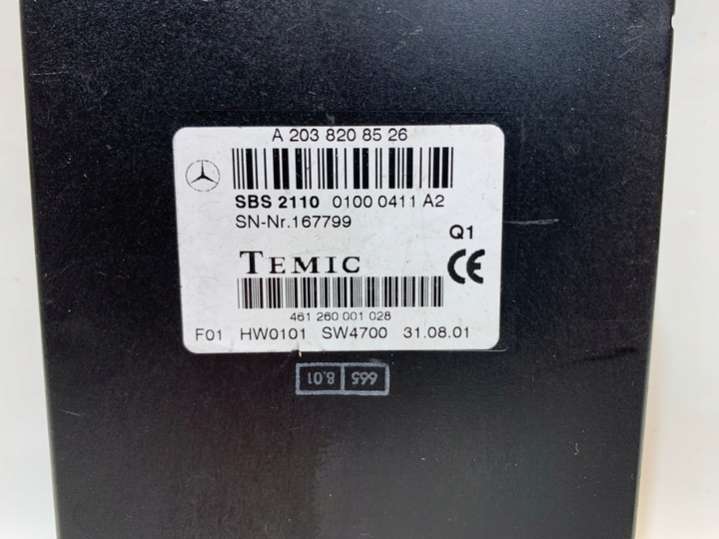 A 203 820 85 26
SBS 2110 0100 0411 A2
SN-Nr.167799
Q1
TEMIC
CE
461 260 001 028
F01 HW0101 SW4700 31.08.01
665 8.01